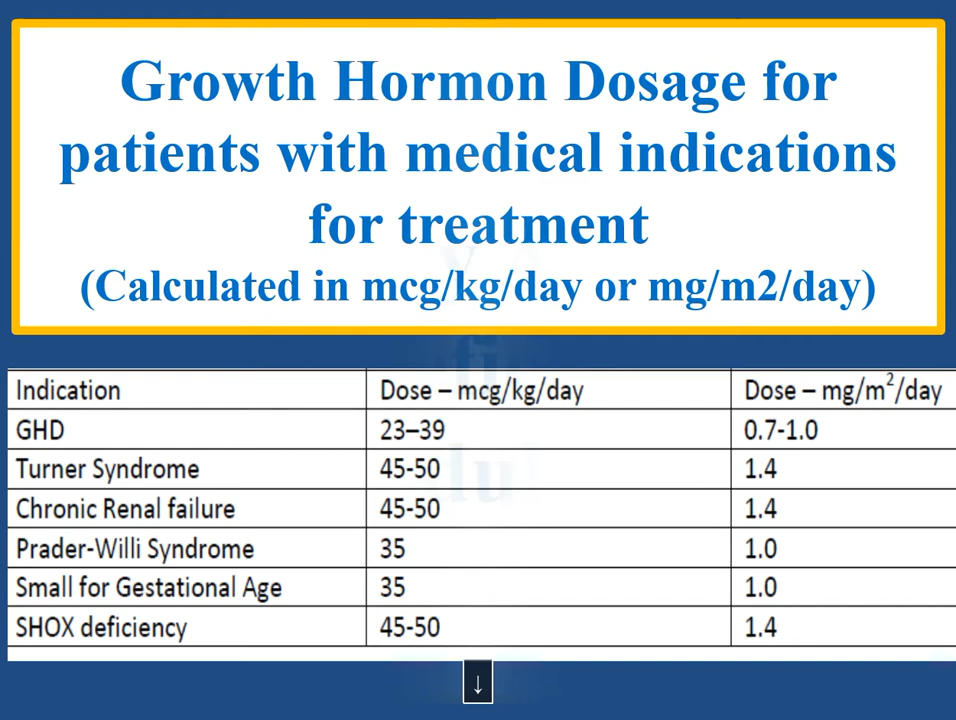 Growth Hormon Dosage for
patients with medical indications
for treatment
(Calculated in mcg/kg/day or mg/m2/day)
Indication Dose – mcg/kg/day Dose – mg/m²/day
GHD 23–39 0.7-1.0
Turner Syndrome 45-50 1.4
Chronic Renal failure 45-50 1.4
Prader-Willi Syndrome 35 1.0
Small for Gestational Age 35 1.0
SHOX deficiency 45-50 1.4
↓